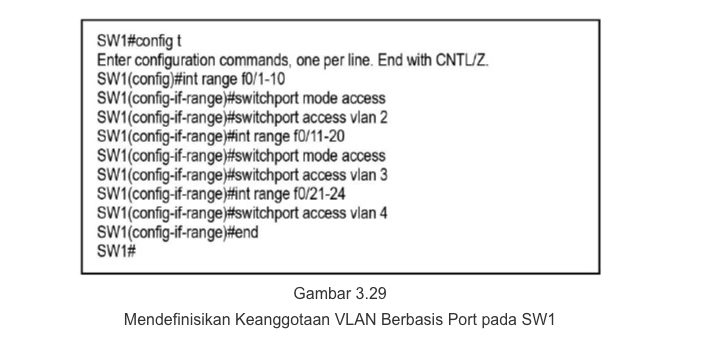 SW1#config t
Enter configuration commands, one per line. End with CNTL/Z.
SW1(config)#int range f0/1-10
SW1(config-if-range)#switchport mode access
SW1(config-if-range)#switchport access vlan 2
SW1(config-if-range)#int range f0/11-20
SW1(config-if-range)#switchport mode access
SW1(config-if-range)#switchport access vlan 3
SW1(config-if-range)#int range f0/21-24
SW1(config-if-range)#switchport access vlan 4
SW1(config-if-range)#end
SW1#
Gambar 3.29
Mendefinisikan Keanggotaan VLAN Berbasis Port pada SW1